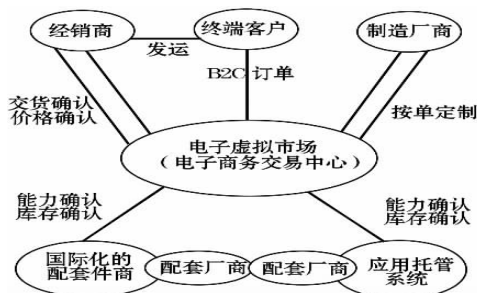 经销商
终端客户
制造厂商
发运
B2C 订单
交货确认
价格确认
按单定制
电子虚拟市场
（电子商务交易中心）
能力确认
库存确认
能力确认
库存确认
国际化的
配套件商
配套厂商
配套厂商
应用托管
系统